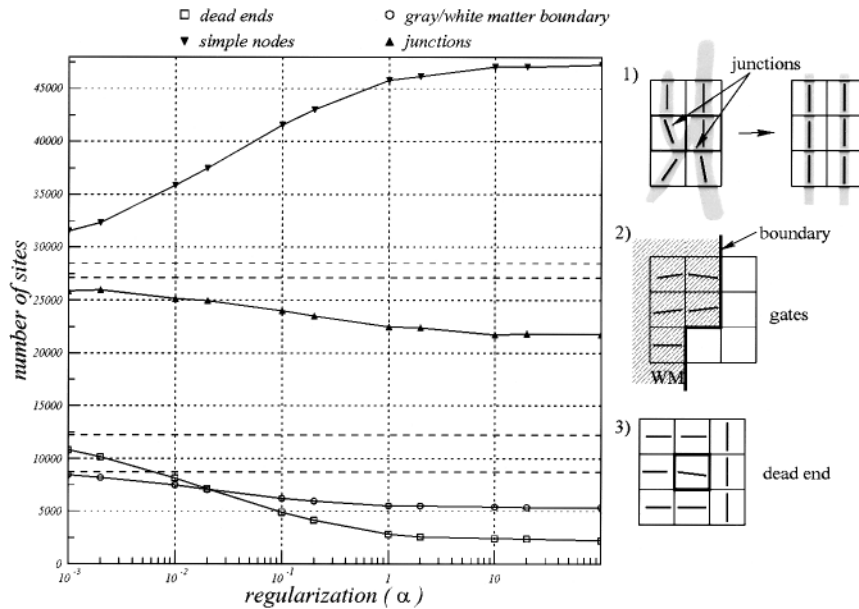 dead ends
gray/white matter boundary
simple nodes
junctions
number of sites
45000
40000
35000
30000
25000
20000
15000
10000
5000
0
10⁻³
10⁻²
10⁻¹
1
10
regularization ( α )
1)
junctions
2)
boundary
gates
WM
3)
dead end